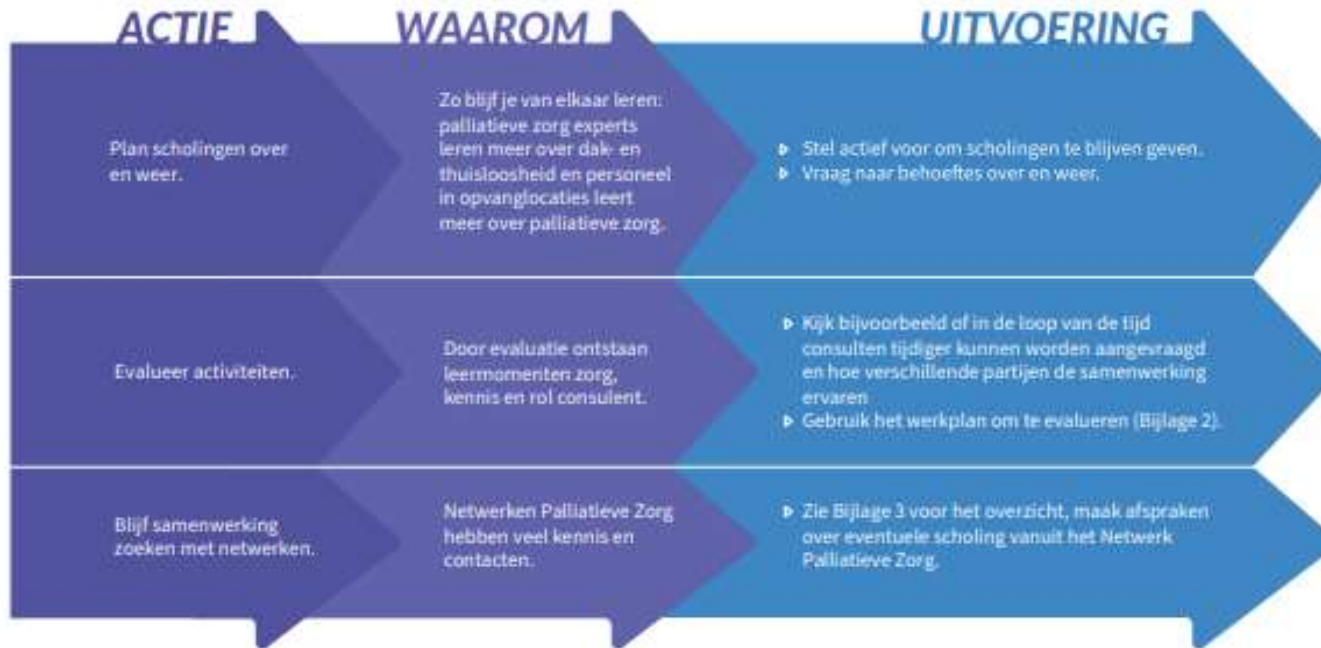 ACTIE WAAROM UITVOERING
Plan scholingen over
en weer.
Zo blijf je van elkaar leren:
palliatieve zorg experts
leren meer over dak- en
thuisloosheid en personeel
in opvanglocaties leert
meer over palliatieve zorg.
▹ Stel actief voor om scholingen te blijven geven.
▹ Vraag naar behoeftes over en weer.
Evalueer activiteiten.
Door evaluatie ontstaan
leermomenten zorg,
kennis en rol consulent.
▹ Kijk bijvoorbeeld of in de loop van de tijd
consulten tijdiger kunnen worden aangevraagd
en hoe verschillende partijen de samenwerking
ervaren
▹ Gebruik het werkplan om te evalueren (Bijlage 2).
Blijf samenwerking
zoeken met netwerken.
Netwerken Palliatieve Zorg
hebben veel kennis en
contacten.
▹ Zie Bijlage 3 voor het overzicht, maak afspraken
over eventuele scholing vanuit het Netwerk
Palliatieve Zorg.